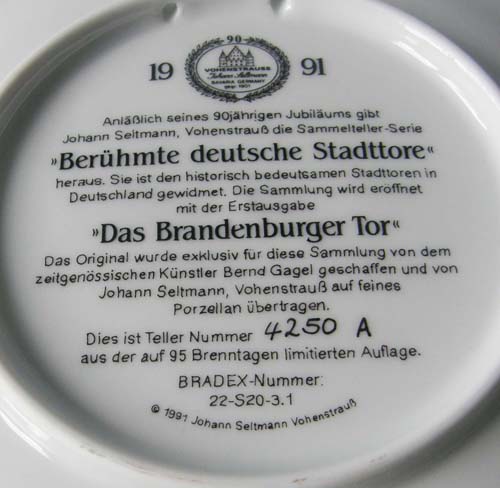 90
VOHENSTRAUSS
Johann Seltmann
BAVARIA GERMANY
19 91
Anläßlich seines 90jährigen Jubiläums gibt
Johann Seltmann, Vohenstrauß die Sammelteller-Serie
»Berühmte deutsche Stadttore«
heraus. Sie ist den historisch bedeutsamen Stadttoren in
Deutschland gewidmet. Die Sammlung wird eröffnet
mit der Erstausgabe
»Das Brandenburger Tor«
Das Original wurde exklusiv für diese Sammlung von dem
zeitgenössischen Künstler Bernd Gagel geschaffen und von
Johann Seltmann, Vohenstrauß auf feines
Porzellan übertragen.
Dies ist Teller Nummer 4250 A
aus der auf 95 Brenntagen limitierten Auflage.
BRADEX-Nummer:
22-S20-3.1
© 1991 Johann Seltmann Vohenstrauß